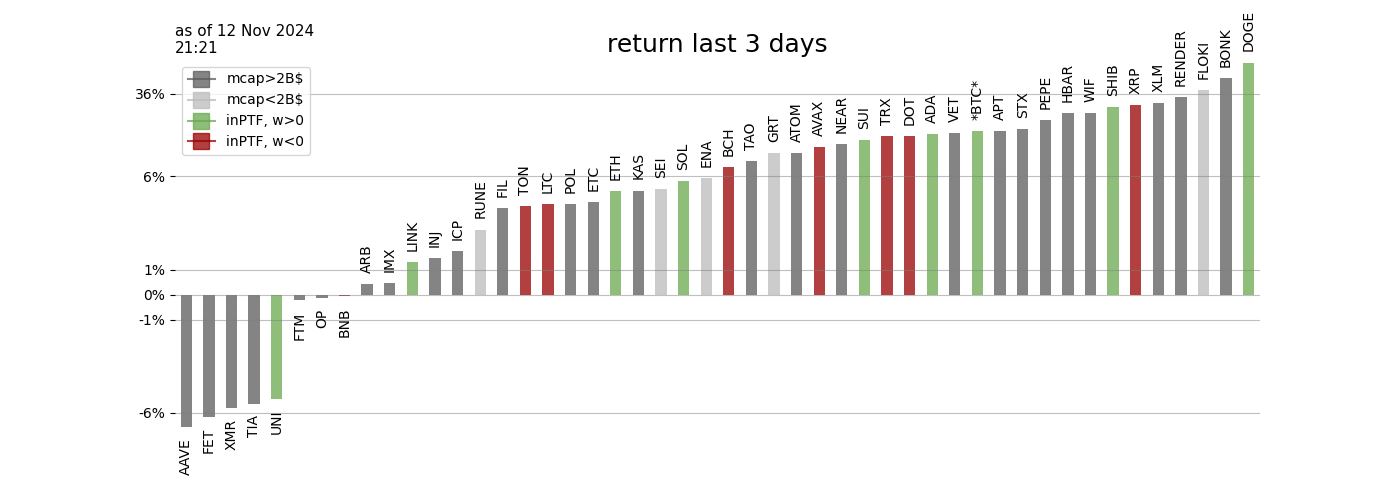 as of 12 Nov 2024
21:21
return last 3 days
mcap>2B$
mcap<2B$
inPTF, w>0
inPTF, w<0
36%
6%
1%
0%
-1%
-6%
AAVE
FET
XMR
TIA
UNI
FTM
OP
BNB
ARB
IMX
LINK
INJ
ICP
RUNE
FIL
TON
LTC
POL
ETC
ETH
KAS
SEI
SOL
ENA
BCH
TAO
GRT
ATOM
AVAX
NEAR
SUI
TRX
DOT
ADA
VET
*BTC*
APT
STX
PEPE
HBAR
WIF
SHIB
XRP
XLM
RENDER
FLOKI
BONK
DOGE